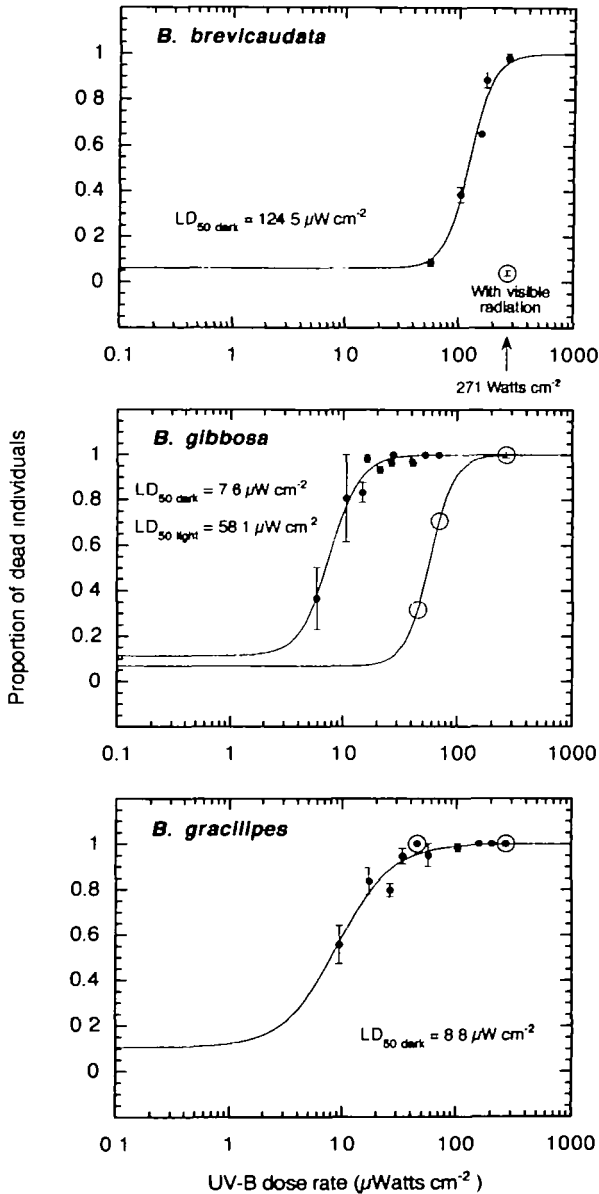 B. brevicaudata
1
0 8
0.6
0.4
0 2
0
LD50 dark = 124 5 µW cm-2
With visible
radiation
0.1 1 10 100 1000
271 Watts cm-2
Proportion of dead individuals
B. gibbosa
1
0 8
0.6
0.4
0 2
0
LD50 dark = 7.6 µW cm-2
LD50 light = 58 1 µW cm2
0.1 1 10 100 1000
B. gracilipes
1
0 8
0.6
0 4
0 2
0
LD50 dark = 8 8 µW cm-2
0 1 1 10 100 1000
UV-B dose rate (µWatts cm-2 )